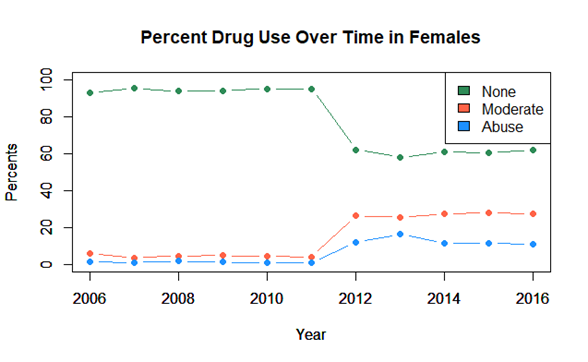 Percent Drug Use Over Time in Females
None
Moderate
Abuse
Percents
100
80
60
40
20
0
2006 2008 2010 2012 2014 2016
Year